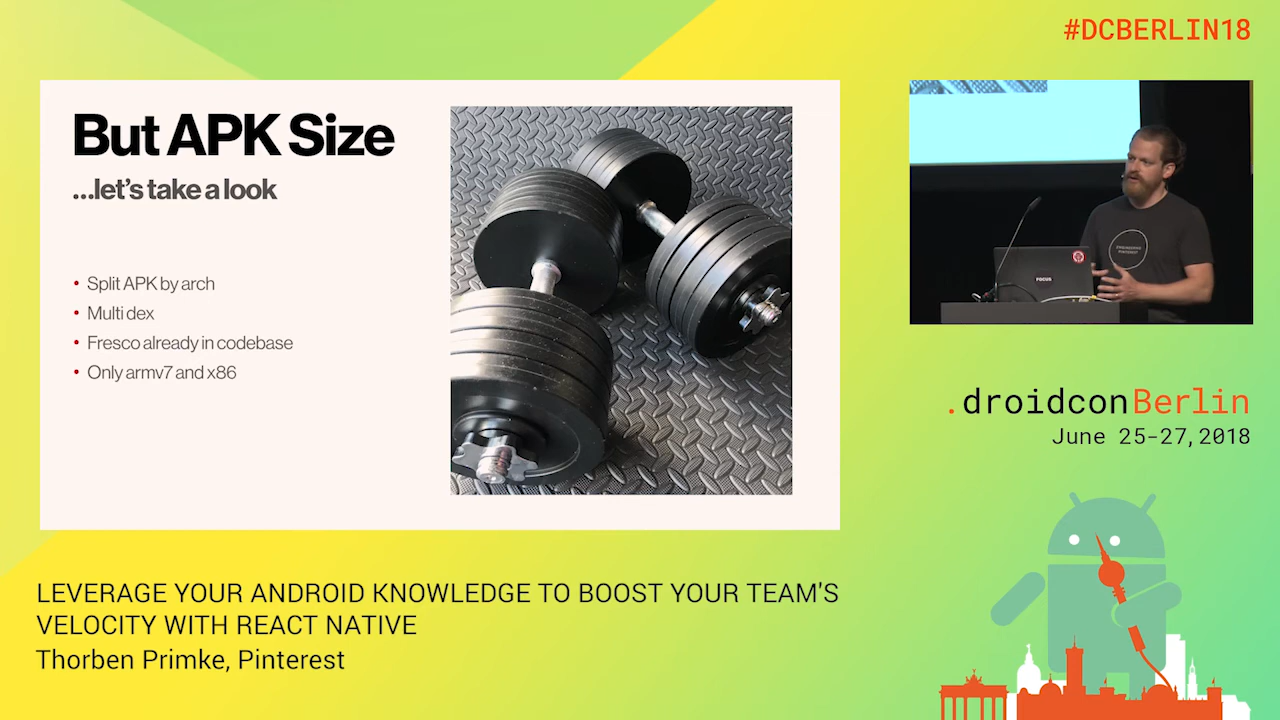 #DCBERLIN18
But APK Size
...let's take a look
• Split APK by arch
• Multi dex
• Fresco already in codebase
• Only armv7 and x86
FOCUS
.droidconBerlin
June 25-27, 2018
LEVERAGE YOUR ANDROID KNOWLEDGE TO BOOST YOUR TEAM'S
VELOCITY WITH REACT NATIVE
Thorben Primke, Pinterest